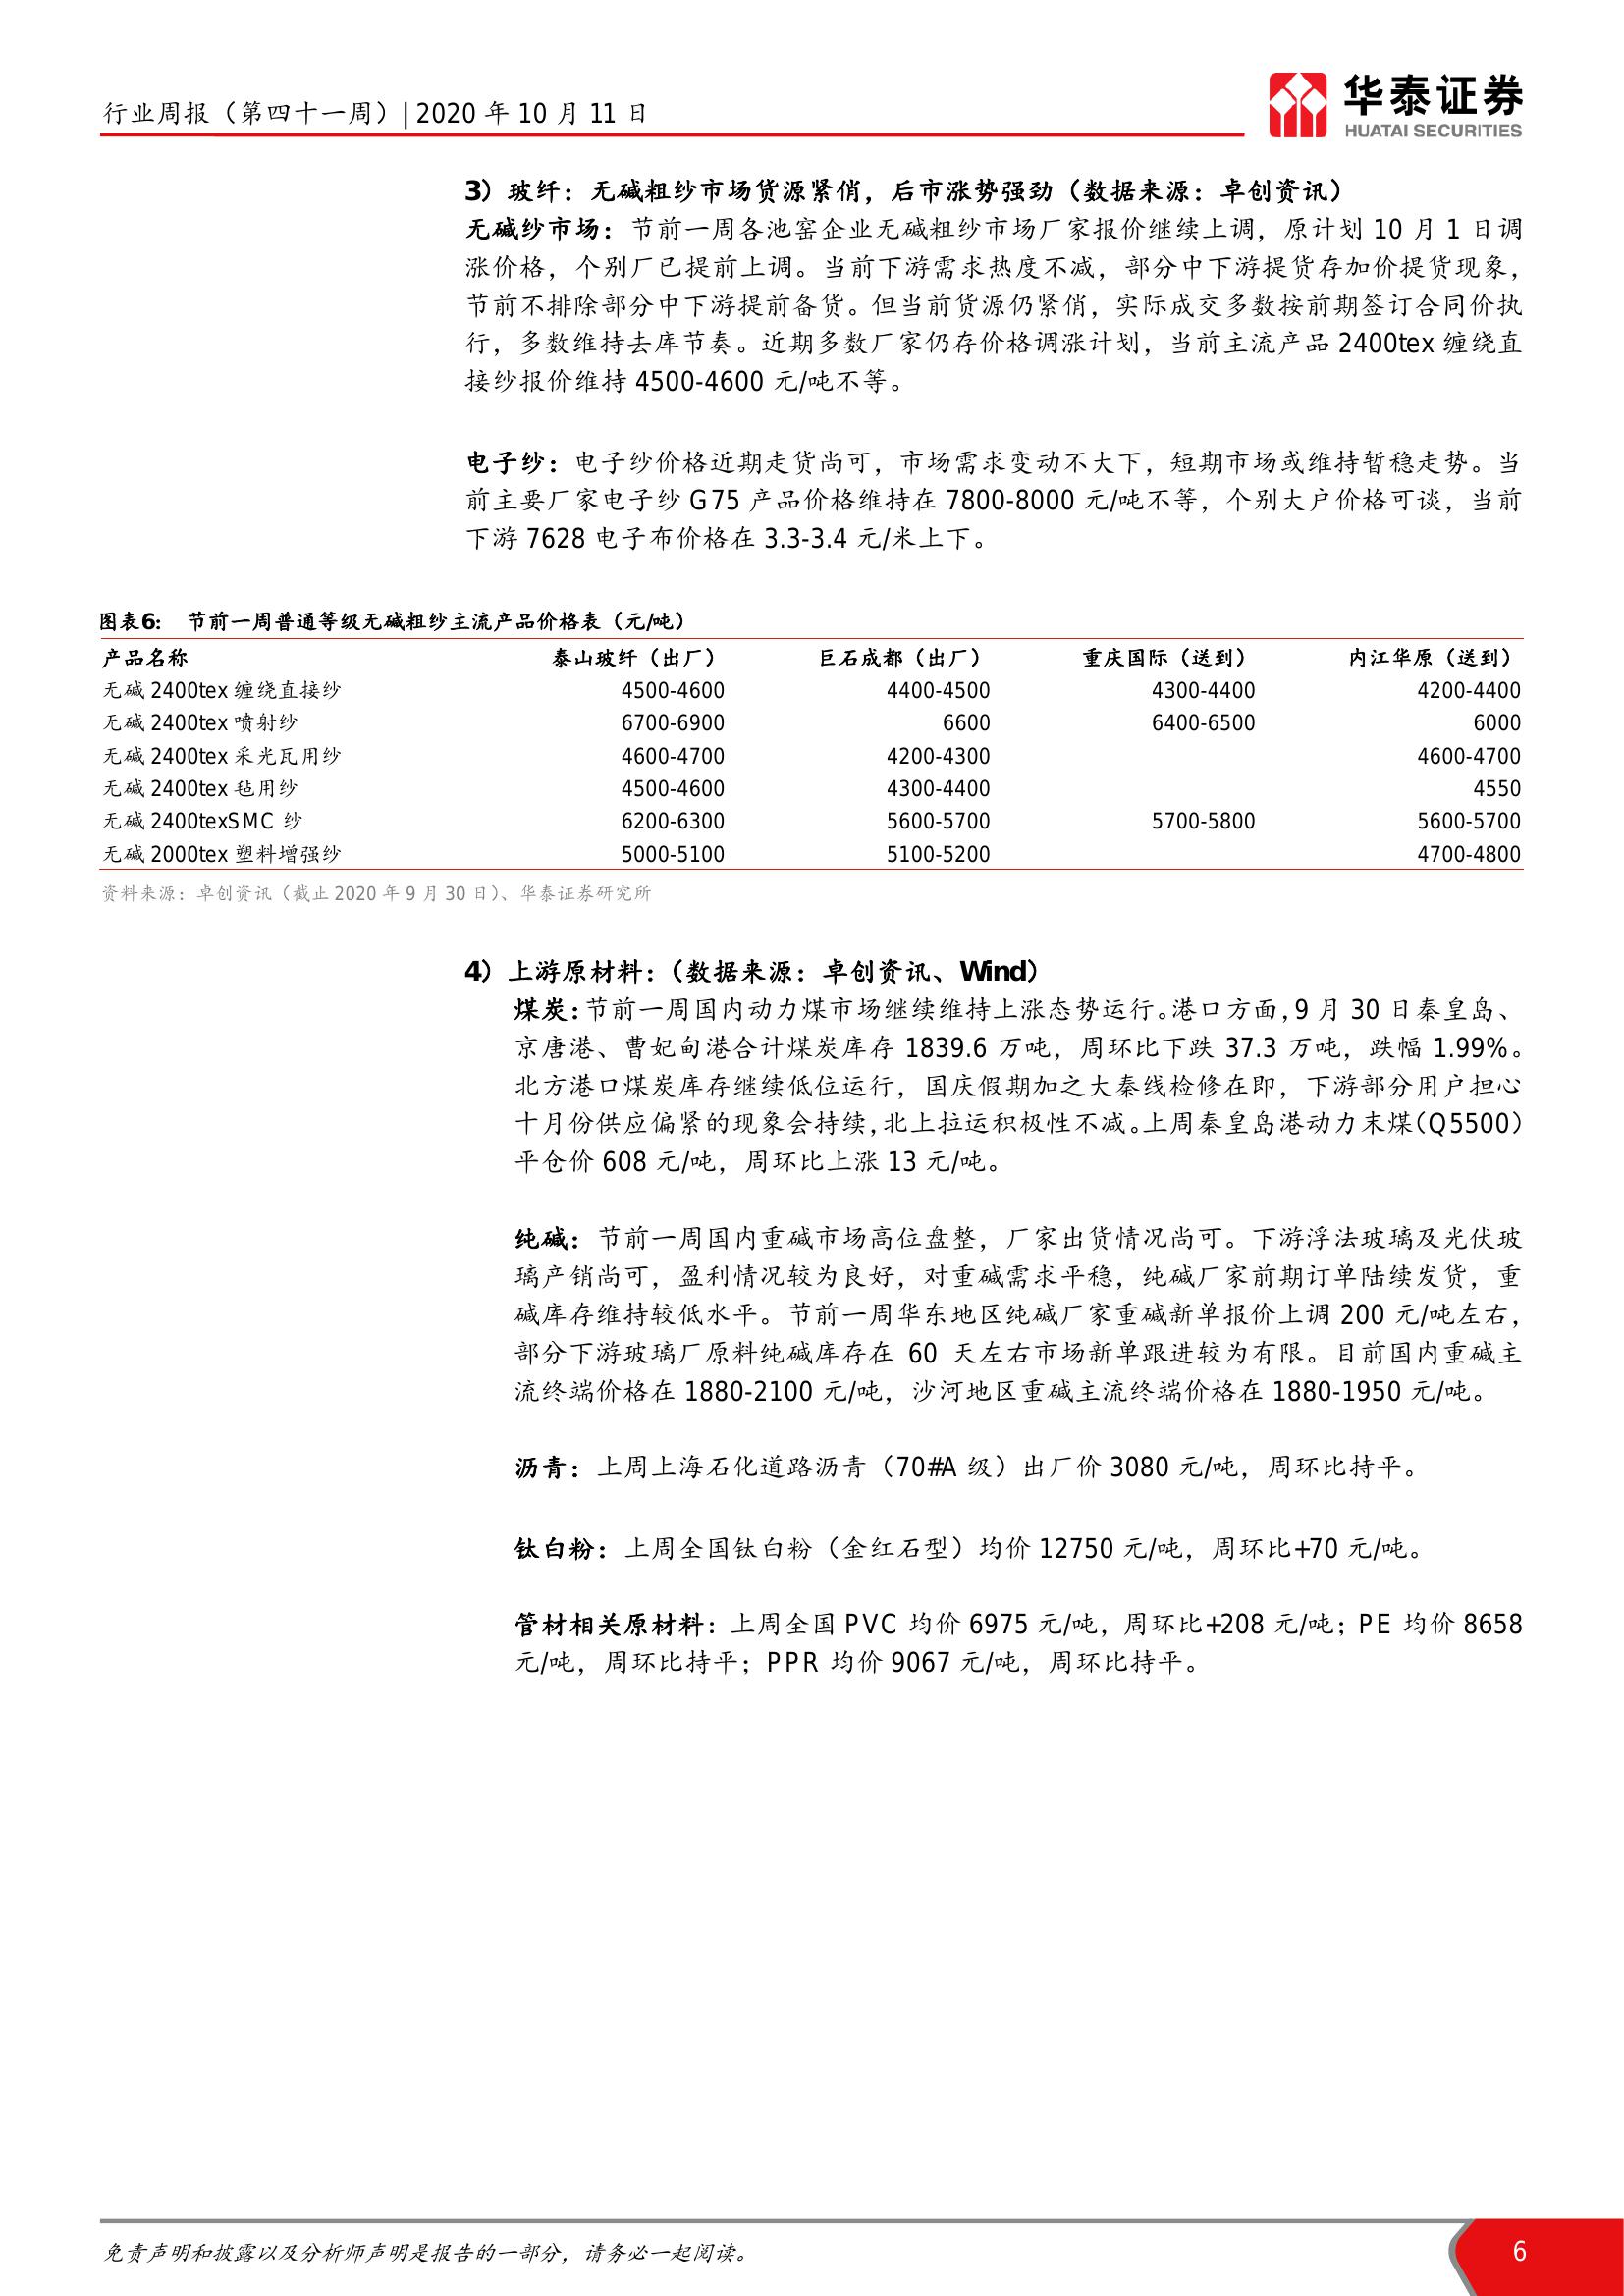 行业周报（第四十一周）| 2020 年 10 月 11 日
华泰证券
HUATAI SECURITIES
3）玻纤：无碱粗纱市场货源紧俏，后市涨势强劲（数据来源：卓创资讯）
无碱纱市场：节前一周各池窑企业无碱粗纱市场厂家报价继续上调，原计划 10 月 1 日调
涨价格，个别厂已提前上调。当前下游需求热度不减，部分中下游提货存加价提货现象，
节前不排除部分中下游提前备货。但当前货源仍紧俏，实际成交多数按前期签订合同价执
行，多数维持去库节奏。近期多数厂家仍存价格调涨计划，当前主流产品 2400tex 缠绕直
接纱报价维持 4500-4600 元/吨不等。
电子纱：电子纱价格近期走货尚可，市场需求变动不大下，短期市场或维持暂稳走势。当
前主要厂家电子纱 G75 产品价格维持在 7800-8000 元/吨不等，个别大户价格可谈，当前
下游 7628 电子布价格在 3.3-3.4 元/米上下。
图表6： 节前一周普通等级无碱粗纱主流产品价格表（元/吨）
产品名称 泰山玻纤（出厂） 巨石成都（出厂） 重庆国际（送到） 内江华原（送到）
无碱 2400tex 缠绕直接纱 4500-4600 4400-4500 4300-4400 4200-4400
无碱 2400tex 喷射纱 6700-6900 6600 6400-6500 6000
无碱 2400tex 采光瓦用纱 4600-4700 4200-4300 4600-4700
无碱 2400tex 毡用纱 4500-4600 4300-4400 4550
无碱 2400texSMC 纱 6200-6300 5600-5700 5700-5800 5600-5700
无碱 2000tex 塑料增强纱 5000-5100 5100-5200 4700-4800
资料来源：卓创资讯（截止 2020 年 9 月 30 日）、华泰证券研究所
4）上游原材料：（数据来源：卓创资讯、Wind）
煤炭：节前一周国内动力煤市场继续维持上涨态势运行。港口方面，9 月 30 日秦皇岛、
京唐港、曹妃甸港合计煤炭库存 1839.6 万吨，周环比下跌 37.3 万吨，跌幅 1.99%。
北方港口煤炭库存继续低位运行，国庆假期加之大秦线检修在即，下游部分用户担心
十月份供应偏紧的现象会持续，北上拉运积极性不减。上周秦皇岛港动力末煤（Q5500）
平仓价 608 元/吨，周环比上涨 13 元/吨。
纯碱：节前一周国内重碱市场高位盘整，厂家出货情况尚可。下游浮法玻璃及光伏玻
璃产销尚可，盈利情况较为良好，对重碱需求平稳，纯碱厂家前期订单陆续发货，重
碱库存维持较低水平。节前一周华东地区纯碱厂家重碱新单报价上调 200 元/吨左右，
部分下游玻璃厂原料纯碱库存在 60 天左右市场新单跟进较为有限。目前国内重碱主
流终端价格在 1880-2100 元/吨，沙河地区重碱主流终端价格在 1880-1950 元/吨。
沥青：上周上海石化道路沥青（70#A 级）出厂价 3080 元/吨，周环比持平。
钛白粉：上周全国钛白粉（金红石型）均价 12750 元/吨，周环比+70 元/吨。
管材相关原材料：上周全国 PVC 均价 6975 元/吨，周环比+208 元/吨；PE 均价 8658
元/吨，周环比持平；PPR 均价 9067 元/吨，周环比持平。
免责声明和披露以及分析师声明是报告的一部分，请务必一起阅读。
6